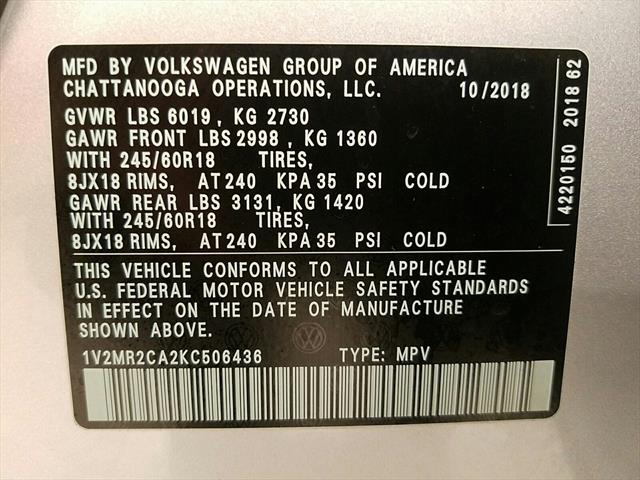 MFD BY VOLKSWAGEN GROUP OF AMERICA
CHATTANOOGA OPERATIONS, LLC. 10/2018
GVWR LBS 6019, KG 2730
GAWR FRONT LBS 2998, KG 1360
WITH 245/60R18 TIRES,
8JX18 RIMS, AT 240 KPA 35 PSI COLD
GAWR REAR LBS 3131, KG 1420
WITH 245/60R18 TIRES,
8JX18 RIMS, AT 240 KPA 35 PSI COLD
4220150 2018 62
THIS VEHICLE CONFORMS TO ALL APPLICABLE
U.S. FEDERAL MOTOR VEHICLE SAFETY STANDARDS
IN EFFECT ON THE DATE OF MANUFACTURE
SHOWN ABOVE.
1V2MR2CA2KC506436 TYPE: MPV